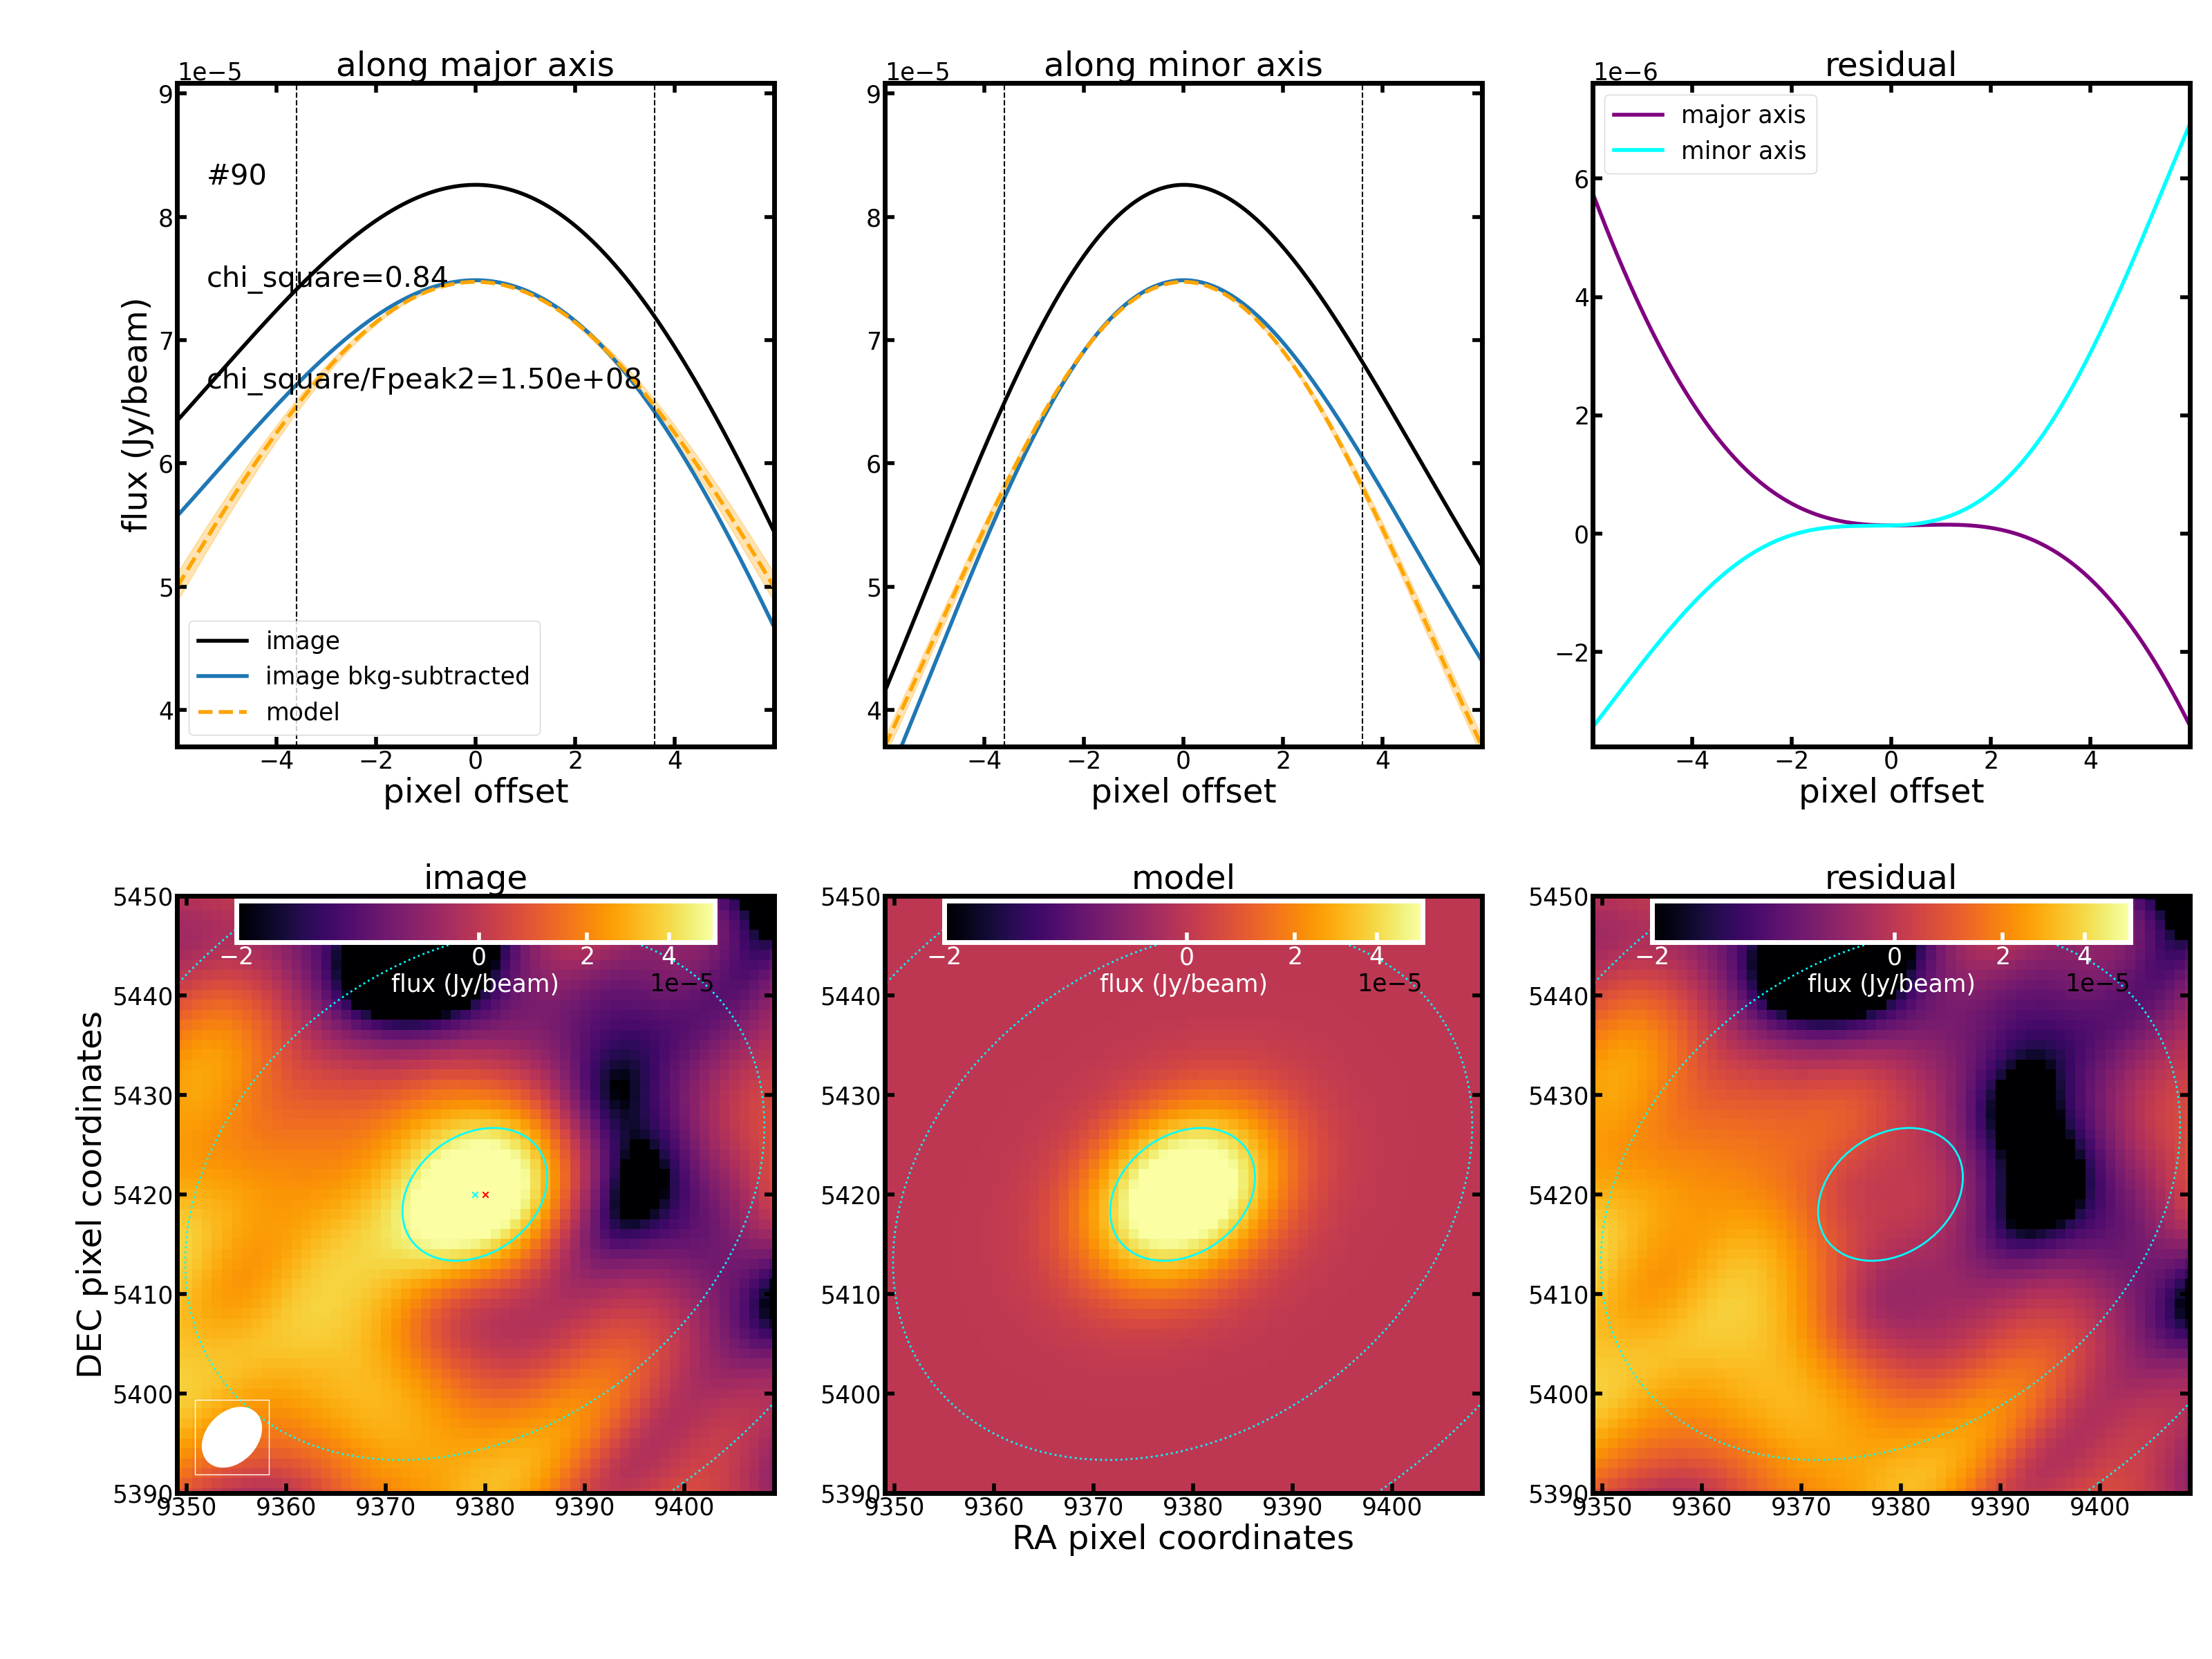 along major axis
1e−5
#90
chi_square=0.84
chi_square/Fpeak2=1.50e+08
9
8
7
6
5
4
flux (Jy/beam)
image
image bkg-subtracted
model
−4 −2 0 2 4
pixel offset
along minor axis
1e−5
9
8
7
6
5
4
−4 −2 0 2 4
pixel offset
residual
1e−6
major axis
minor axis
6
4
2
0
−2
−4 −2 0 2 4
pixel offset
image
5450
5440
5430
5420
5410
5400
5390
DEC pixel coordinates
−2 0 2 4
flux (Jy/beam) 1e−5
9350 9360 9370 9380 9390 9400
model
5450
5440
5430
5420
5410
5400
5390
−2 0 2 4
flux (Jy/beam) 1e−5
9350 9360 9370 9380 9390 9400
RA pixel coordinates
residual
5450
5440
5430
5420
5410
5400
5390
−2 0 2 4
flux (Jy/beam) 1e−5
9350 9360 9370 9380 9390 9400